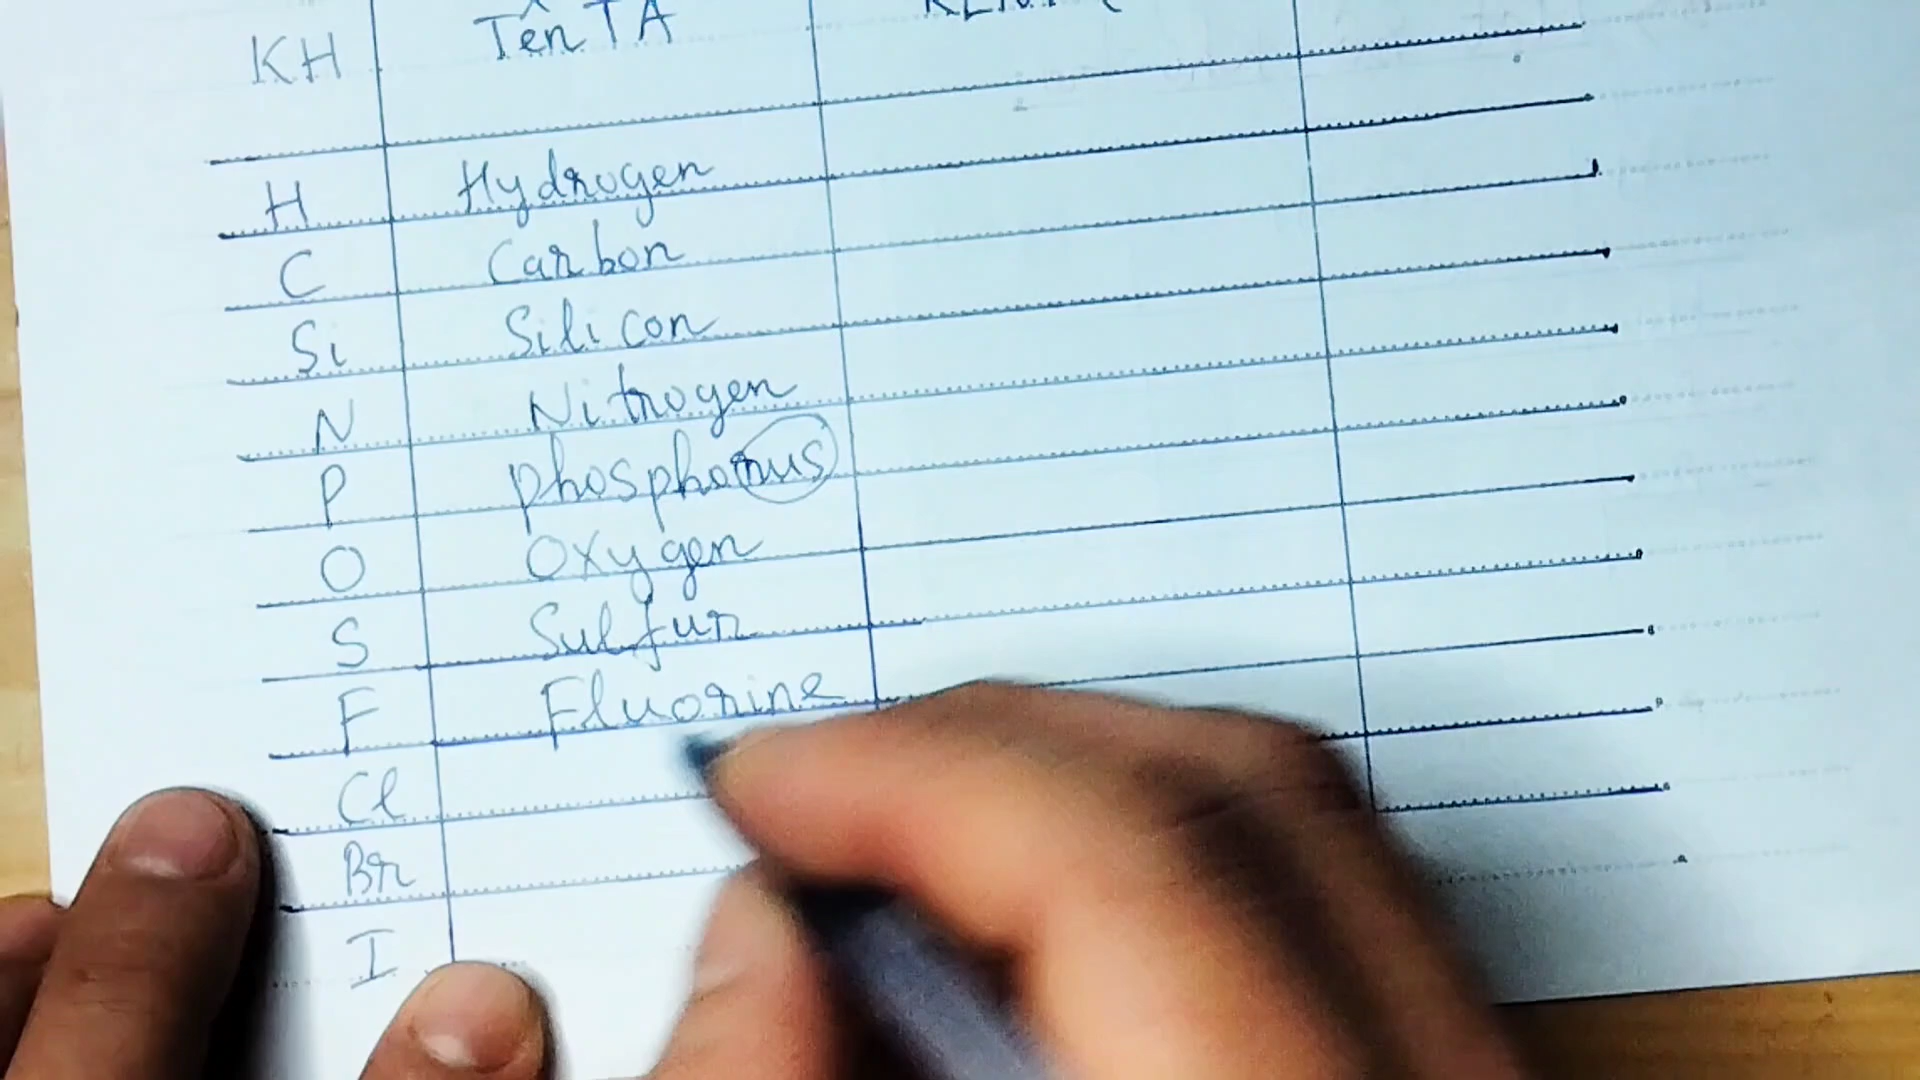 KH Tên TA
H Hydrogen
C Carbon
Si Silicon
N Nitrogen
P phosphorus
O Oxygen
S Sulfur
F Fluorine
Cl
Br
I